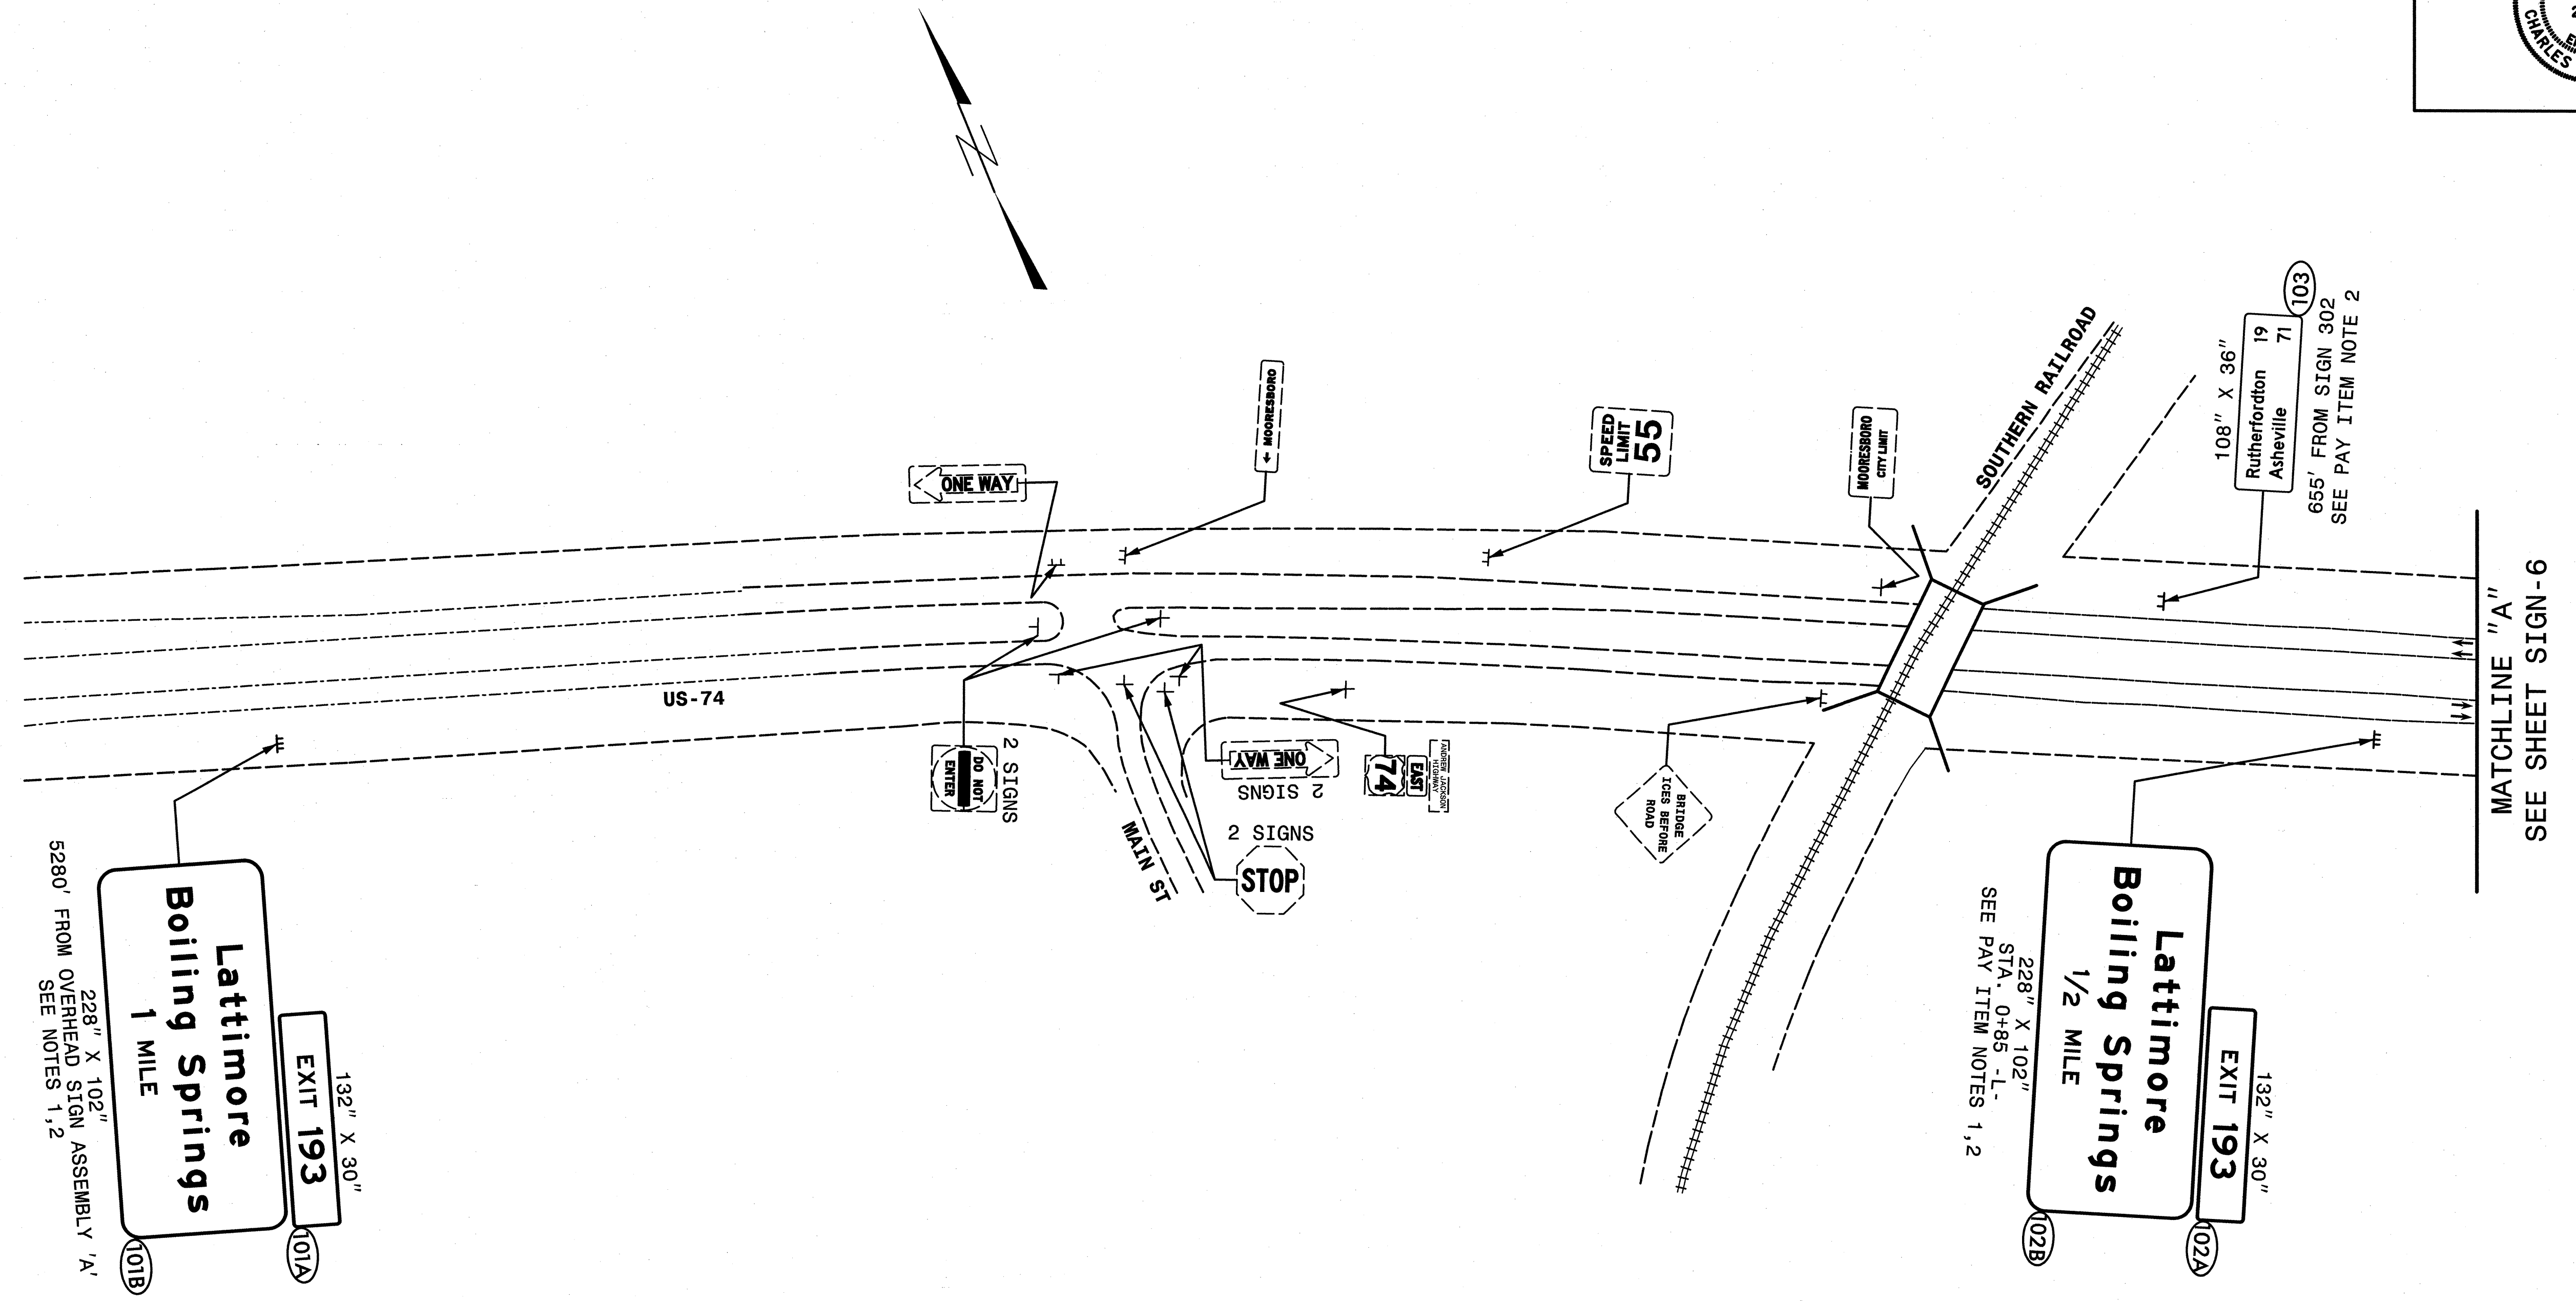 CHARLES
N
103
108" X 36"
Rutherfordton 19
Asheville 71
655' FROM SIGN 302
SEE PAY ITEM NOTE 2
SOUTHERN RAILROAD
MOORESBORO
CITY LIMIT
SPEED
LIMIT
55
← MOORESBORO
ONE WAY
MATCHLINE "A"
SEE SHEET SIGN-6
US-74
DO NOT
ENTER
2 SIGNS
ONE WAY
2 SIGNS
ANDREW JACKSON
HIGHWAY
EAST
74
MAIN ST
2 SIGNS
STOP
BRIDGE
ICES BEFORE
ROAD
132" X 30"
EXIT 193
101A
Lattimore
Boiling Springs
1 MILE
101B
228" X 102"
5280' FROM OVERHEAD SIGN ASSEMBLY 'A'
SEE NOTES 1,2
132" X 30"
EXIT 193
102A
Lattimore
Boiling Springs
1/2 MILE
102B
228" X 102"
STA. 0+85 -L-
SEE PAY ITEM NOTES 1,2